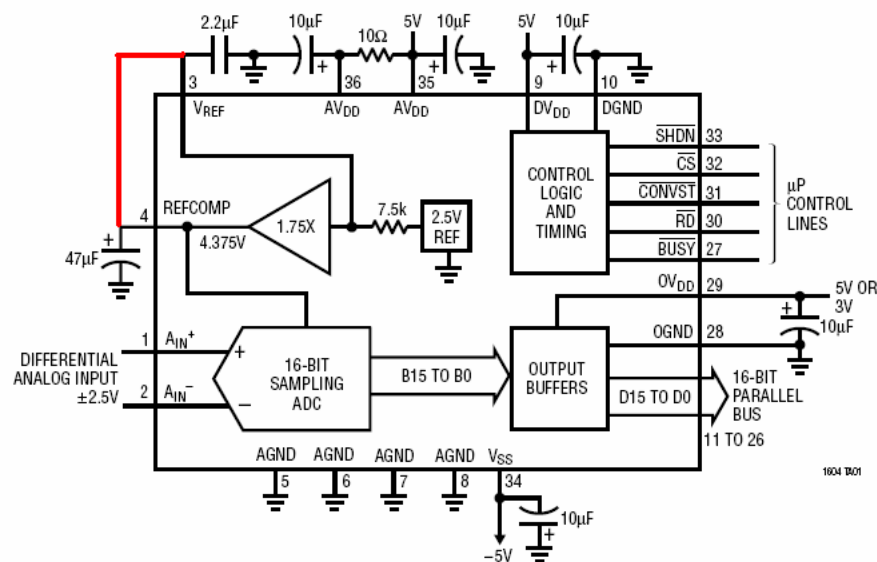 2.2μF
10μF
10Ω
5V
10μF
5V
10μF
3
36
35
9
10
VREF
AVDD
AVDD
DVDD
DGND
SHDN
33
CS
32
CONVST
31
RD
30
BUSY
27
μP
CONTROL
LINES
CONTROL
LOGIC
AND
TIMING
4
REFCOMP
4.375V
1.75X
7.5k
2.5V
REF
47μF
OVDD
29
5V OR
3V
10μF
OGND
28
1
AIN+
2
AIN−
DIFFERENTIAL
ANALOG INPUT
±2.5V
+
−
16-BIT
SAMPLING
ADC
B15 TO B0
OUTPUT
BUFFERS
D15 TO D0
16-BIT
PARALLEL
BUS
11 TO 26
AGND
AGND
AGND
AGND
VSS
5
6
7
8
34
10μF
−5V
1604 TA01